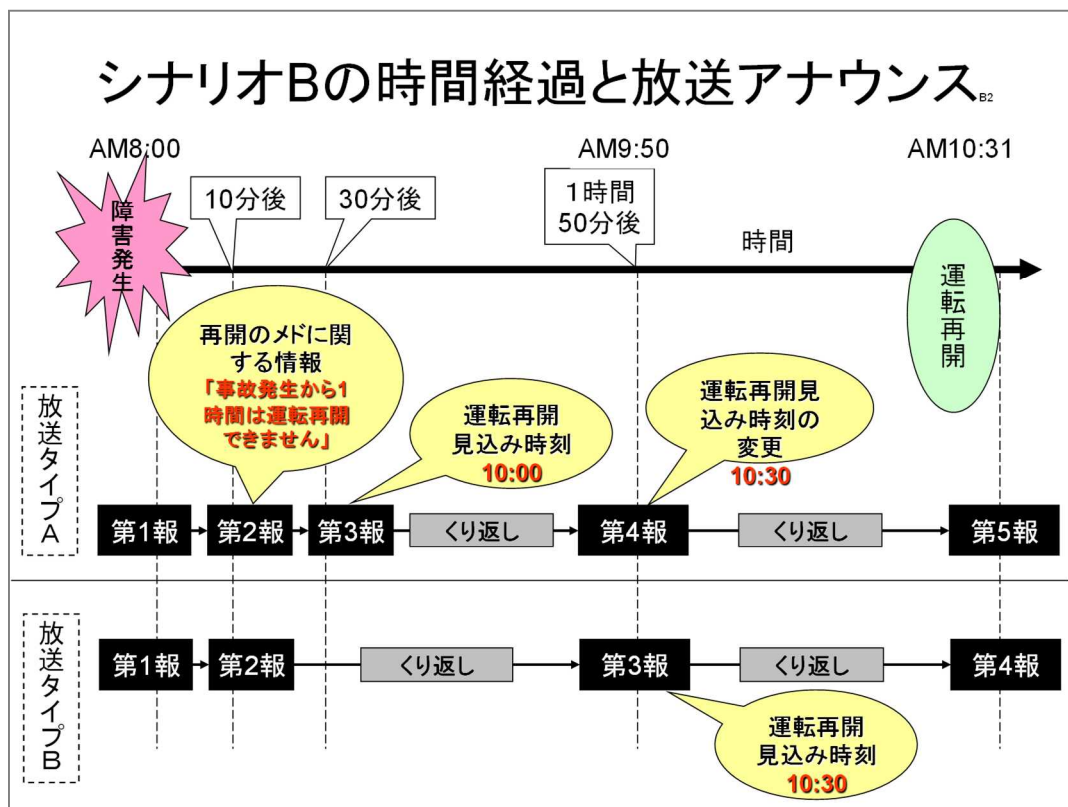 シナリオBの時間経過と放送アナウンスB2
AM8:00
AM9:50
AM10:31
障害発生
10分後
30分後
1時間
50分後
時間
運転再開
再開のメドに関
する情報
「事故発生から1
時間は運転再開
できません」
運転再開
見込み時刻
10:00
運転再開見
込み時刻の
変更
10:30
放送タイプA
第1報
第2報
第3報
くり返し
第4報
くり返し
第5報
放送タイプB
第1報
第2報
くり返し
第3報
くり返し
第4報
運転再開
見込み時刻
10:30